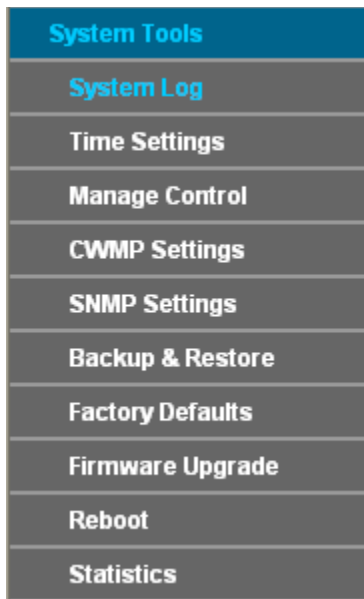 System Tools
System Log
Time Settings
Manage Control
CWMP Settings
SNMP Settings
Backup & Restore
Factory Defaults
Firmware Upgrade
Reboot
Statistics